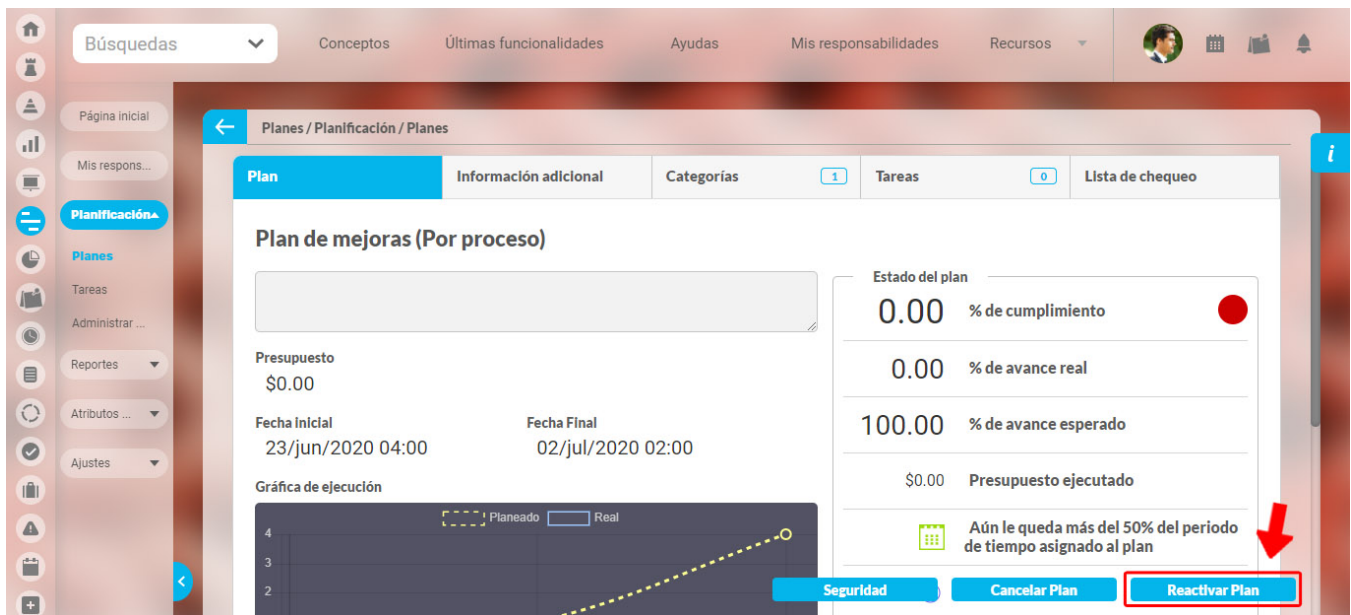 Búsquedas
Conceptos
Últimas funcionalidades
Ayudas
Mis responsabilidades
Recursos
Página inicial
Mis respons...
Planificación
Planes
Tareas
Administrar ...
Reportes
Atributos ...
Ajustes
Planes / Planificación / Planes
i
Plan
Información adicional
Categorías 1
Tareas 0
Lista de chequeo
Plan de mejoras (Por proceso)
Presupuesto
$0.00
Fecha Inicial
23/jun/2020 04:00
Fecha Final
02/jul/2020 02:00
Gráfica de ejecución
Planeado
Real
4
3
2
Estado del plan
0.00 % de cumplimiento
0.00 % de avance real
100.00 % de avance esperado
$0.00 Presupuesto ejecutado
Aún le queda más del 50% del periodo
de tiempo asignado al plan
Seguridad
Cancelar Plan
Reactivar Plan